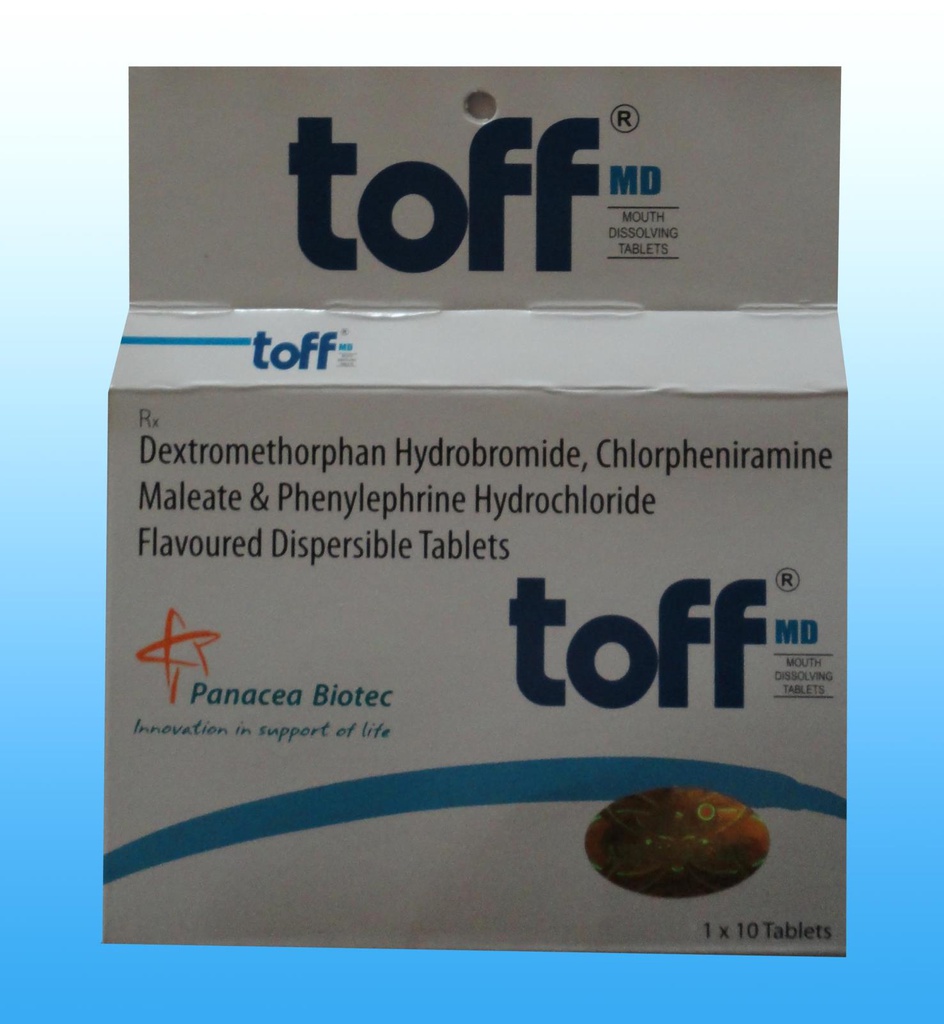 toff®
MD
MOUTH
DISSOLVING
TABLETS
toff®
MD
Rx
Dextromethorphan Hydrobromide, Chlorpheniramine
Maleate & Phenylephrine Hydrochloride
Flavoured Dispersible Tablets
toff®
MD
MOUTH
DISSOLVING
TABLETS
Panacea Biotec
Innovation in support of life
1 x 10 Tablets